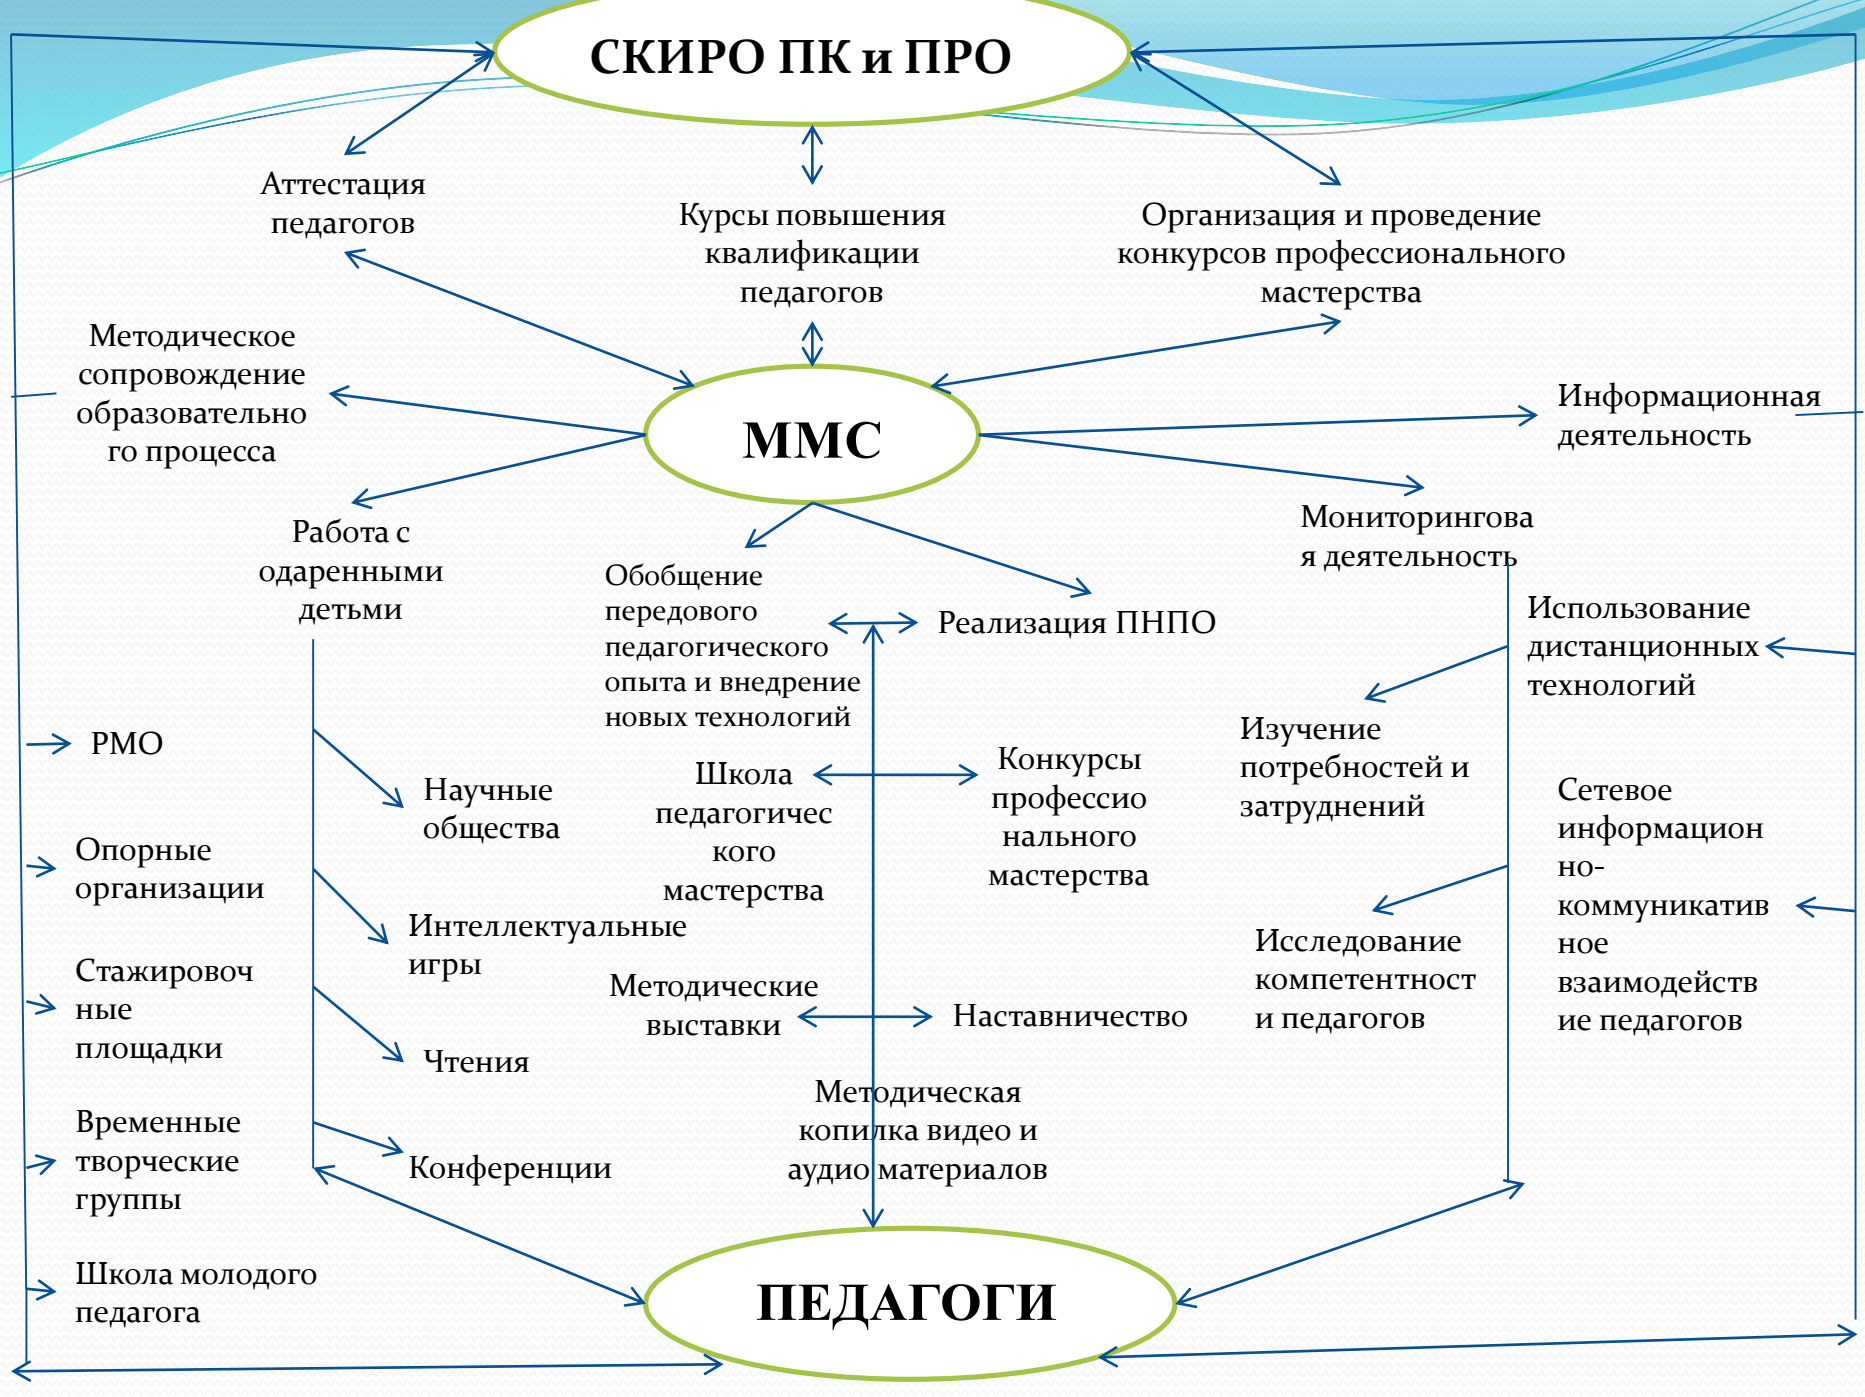 СКИРО ПК и ПРО
Аттестация
педагогов
Курсы повышения
квалификации
педагогов
Организация и проведение
конкурсов профессионального
мастерства
Методическое
сопровождение
образовательно
го процесса
ММС
Информационная
деятельность
Работа с
одаренными
детьми
Обобщение
передового
педагогического
опыта и внедрение
новых технологий
Реализация ПНПО
Мониторингова
я деятельность
Использование
дистанционных
технологий
РМО
Научные
общества
Школа
педагогичес
кого
мастерства
Конкурсы
профессио
нального
мастерства
Изучение
потребностей и
затруднений
Сетевое
информацион
но-
коммуникатив
ное
взаимодейств
ие педагогов
Опорные
организации
Интеллектуальные
игры
Исследование
компетентност
и педагогов
Стажировоч
ные
площадки
Методические
выставки
Наставничество
Чтения
Методическая
копилка видео и
аудио материалов
Временные
творческие
группы
Конференции
Школа молодого
педагога
ПЕДАГОГИ